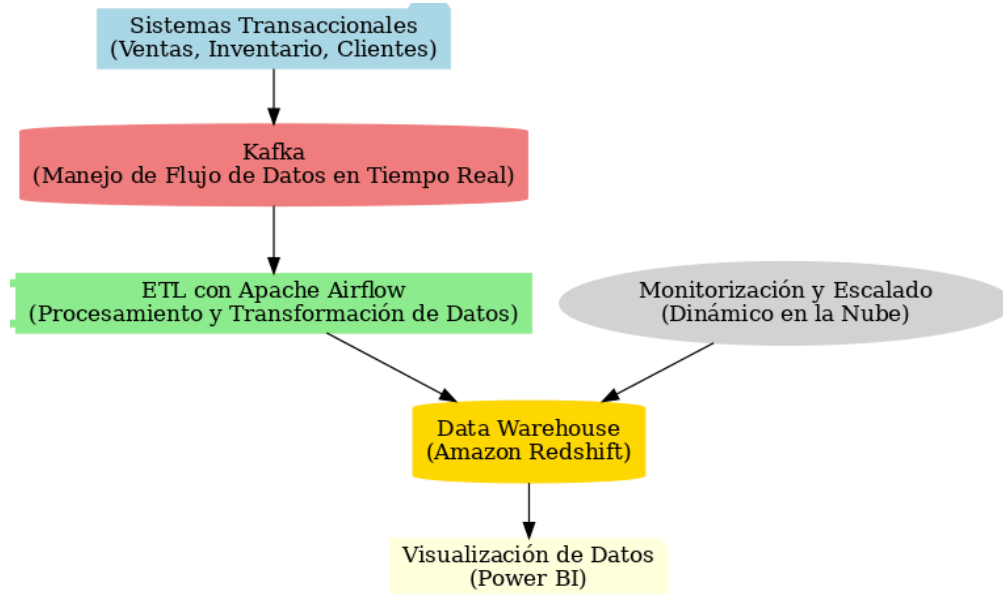 Sistemas Transaccionales
(Ventas, Inventario, Clientes)
Kafka
(Manejo de Flujo de Datos en Tiempo Real)
ETL con Apache Airflow
(Procesamiento y Transformación de Datos)
Monitorización y Escalado
(Dinámico en la Nube)
Data Warehouse
(Amazon Redshift)
Visualización de Datos
(Power BI)